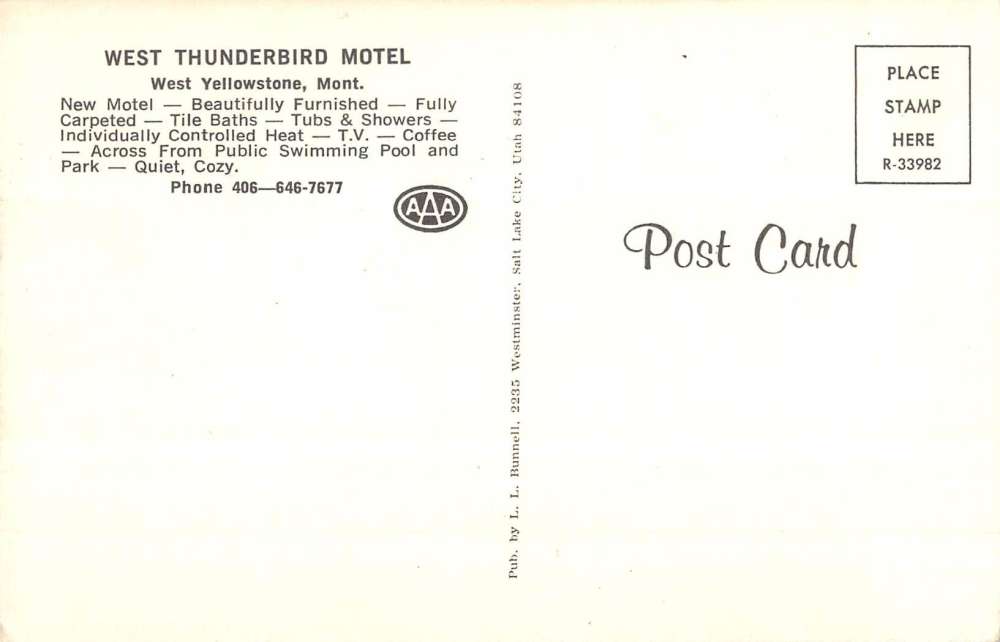 WEST THUNDERBIRD MOTEL
West Yellowstone, Mont.
New Motel — Beautifully Furnished — Fully
Carpeted — Tile Baths — Tubs & Showers —
Individually Controlled Heat — T.V. — Coffee
— Across From Public Swimming Pool and
Park — Quiet, Cozy.
Phone 406—646-7677
AAA
Pub. by L. L. Bunnell, 2235 Westminster, Salt Lake City, Utah 84108
PLACE
STAMP
HERE
R-33982
Post Card